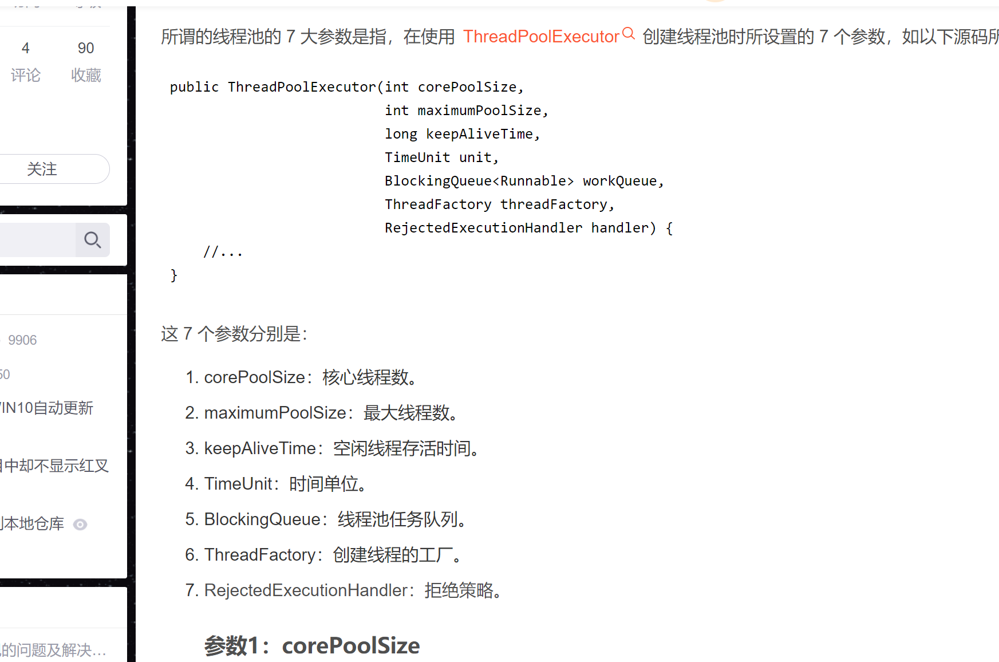 4 90
评论 收藏
关注
9906
50
WIN10自动更新
目中却不显示红叉
到本地仓库
的问题及解决...
所谓的线程池的 7 大参数是指，在使用 ThreadPoolExecutor 创建线程池时所设置的 7 个参数，如以下源码所
public ThreadPoolExecutor(int corePoolSize,
int maximumPoolSize,
long keepAliveTime,
TimeUnit unit,
BlockingQueue<Runnable> workQueue,
ThreadFactory threadFactory,
RejectedExecutionHandler handler) {
//...
}
这 7 个参数分别是：
1. corePoolSize：核心线程数。
2. maximumPoolSize：最大线程数。
3. keepAliveTime：空闲线程存活时间。
4. TimeUnit：时间单位。
5. BlockingQueue：线程池任务队列。
6. ThreadFactory：创建线程的工厂。
7. RejectedExecutionHandler：拒绝策略。
参数1：corePoolSize